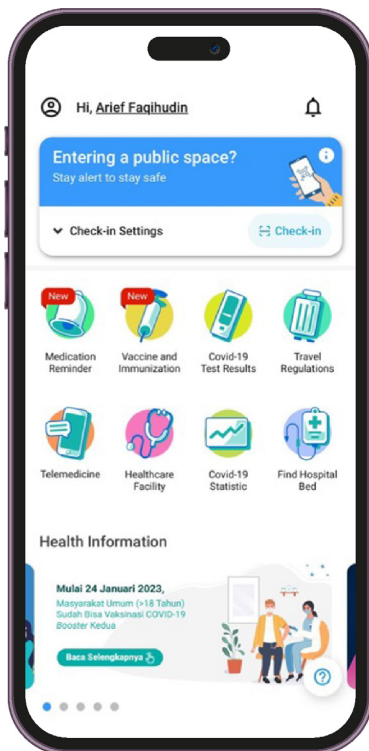 Hi, Arief Faqihudin
Entering a public space?
Stay alert to stay safe
Check-in Settings
Check-in
New
New
Medication
Reminder
Vaccine and
Immunization
Covid-19
Test Results
Travel
Regulations
Telemedicine
Healthcare
Facility
Covid-19
Statistic
Find Hospital
Bed
Health Information
Mulai 24 Januari 2023,
Masyarakat Umum (>18 Tahun)
Sudah Bisa Vaksinasi COVID-19
Booster Kedua
Baca Selengkapnya